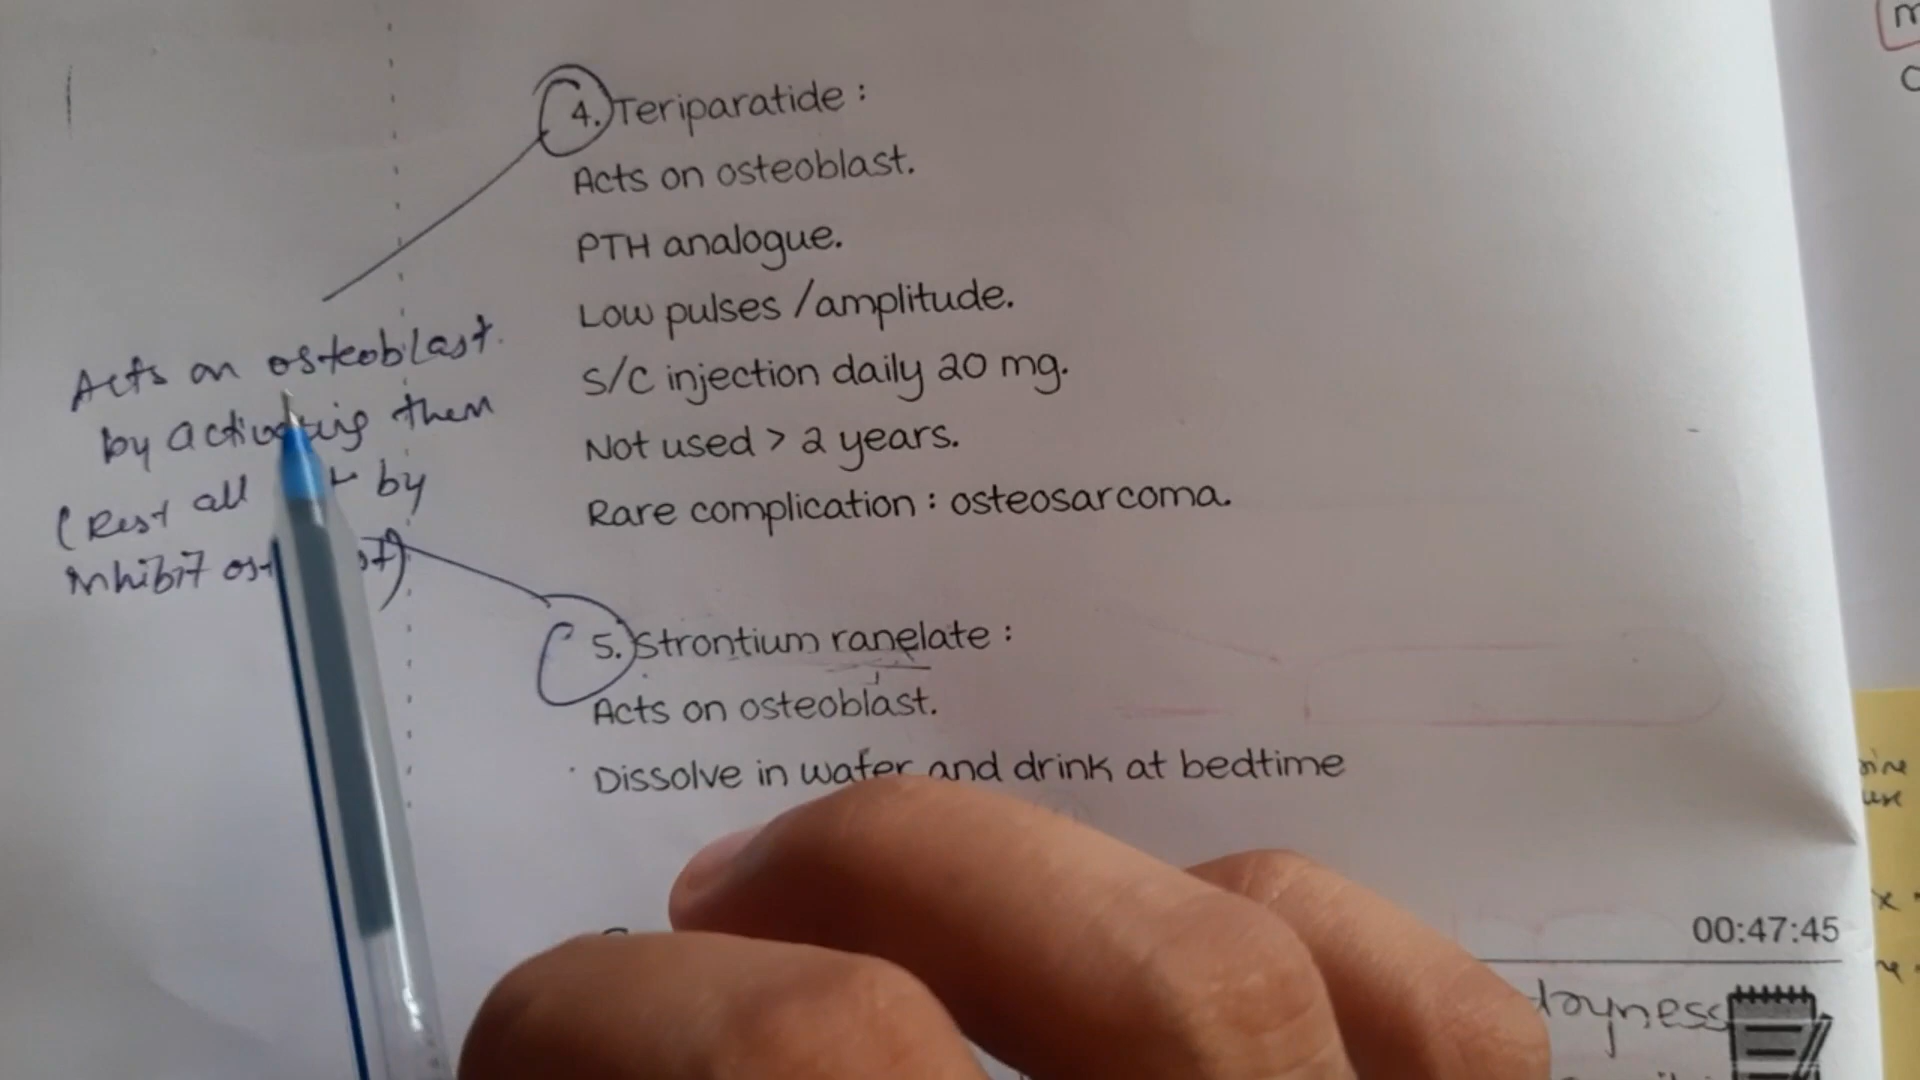 4. Teriparatide :
Acts on osteoblast.
PTH analogue.
Low pulses /amplitude.
S/C injection daily 20 mg.
Not used > 2 years.
Rare complication : osteosarcoma.
Acts on osteoblast.
by activating them
(Rest all by
inhibit
5. Strontium ranelate :
Acts on osteoblast.
Dissolve in water and drink at bedtime
00:47:45